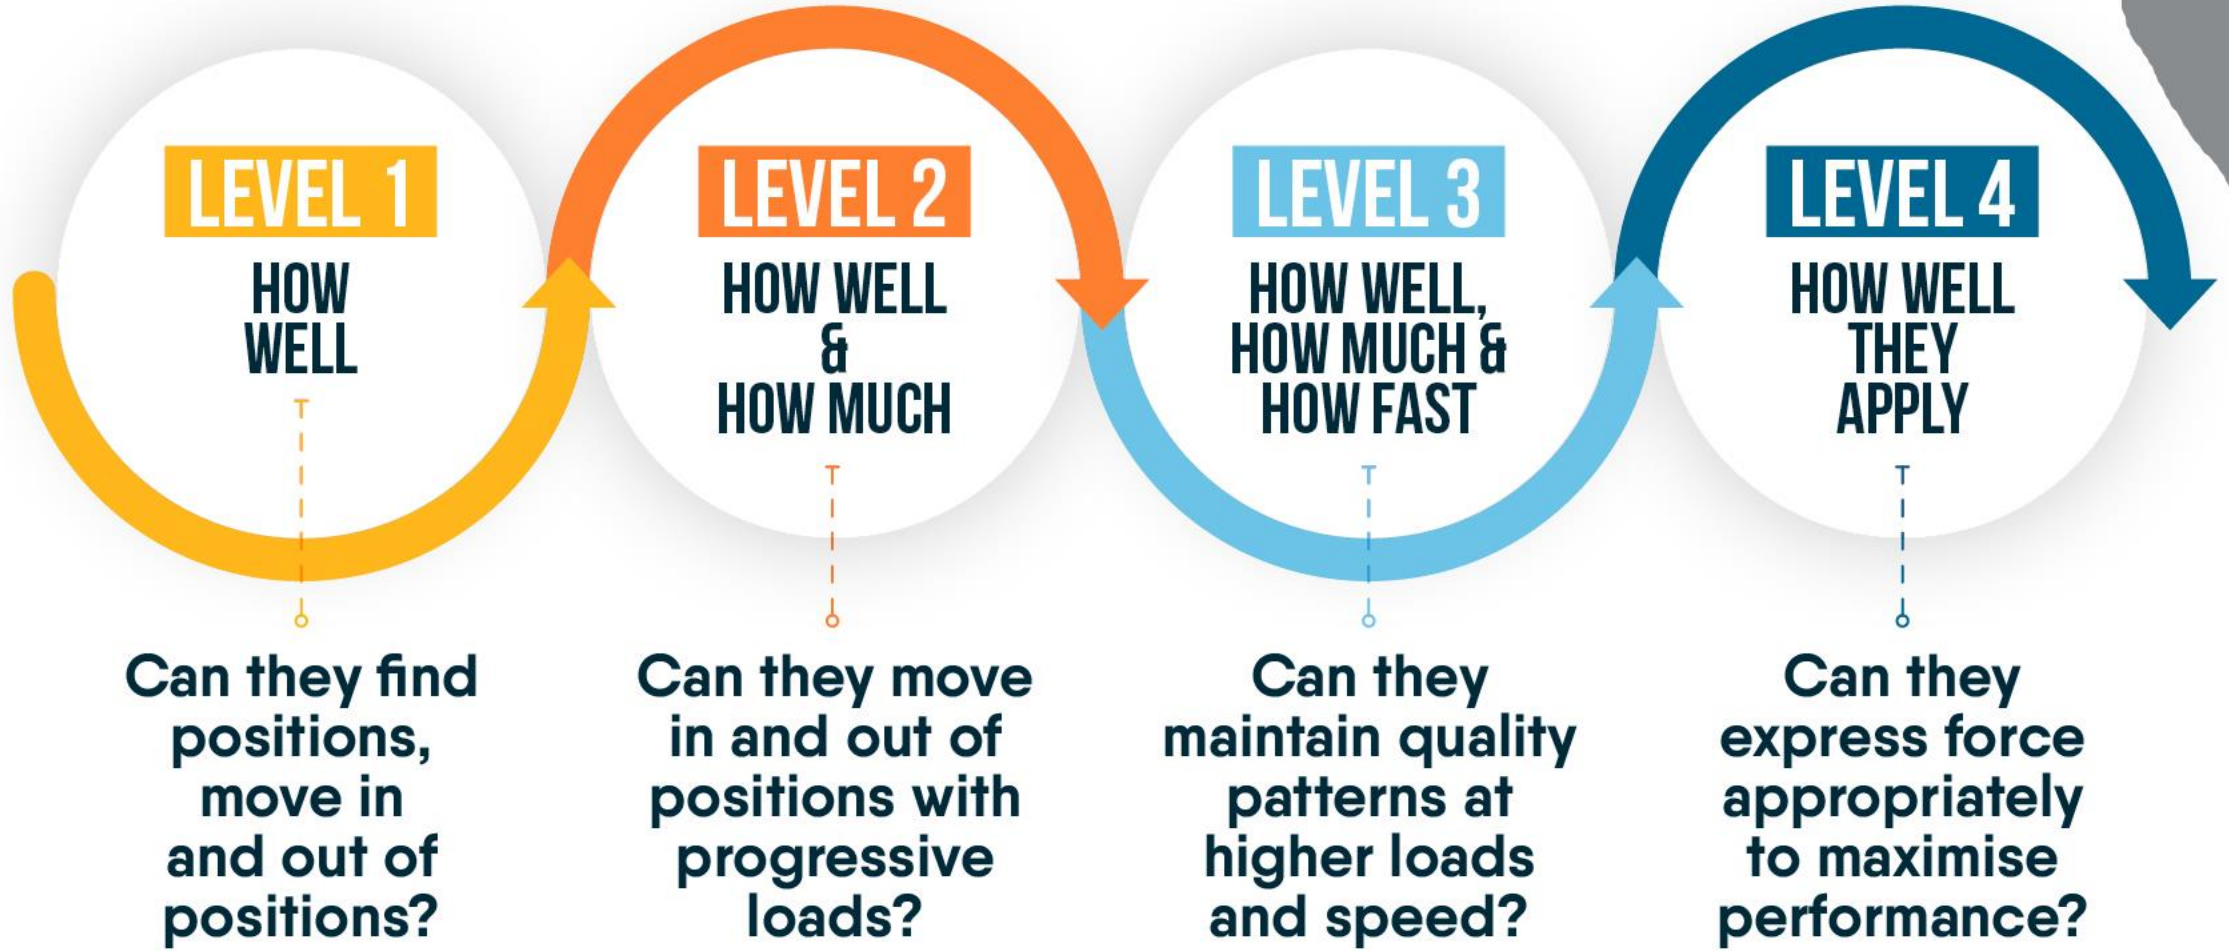 LEVEL 1
HOW
WELL
Can they find
positions,
move in
and out of
positions?
LEVEL 2
HOW WELL
&
HOW MUCH
Can they move
in and out of
positions with
progressive
loads?
LEVEL 3
HOW WELL,
HOW MUCH &
HOW FAST
Can they
maintain quality
patterns at
higher loads
and speed?
LEVEL 4
HOW WELL
THEY
APPLY
Can they
express force
appropriately
to maximise
performance?